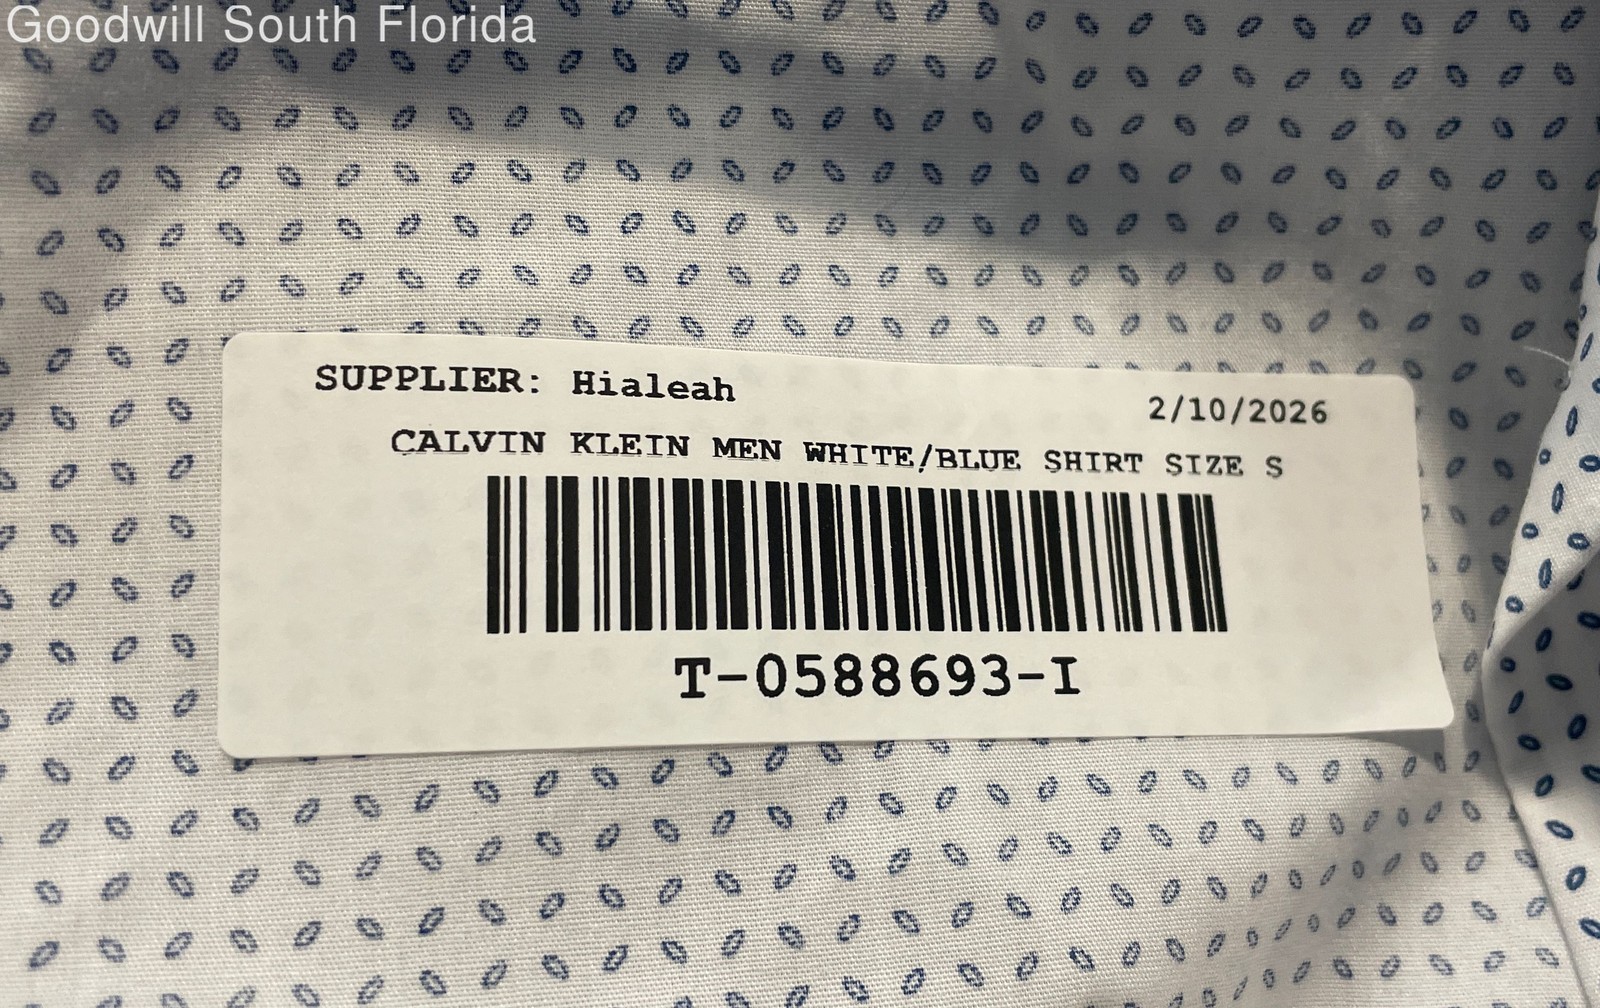 Goodwill South Florida
SUPPLIER: Hialeah
2/10/2026
CALVIN KLEIN MEN WHITE/BLUE SHIRT SIZE S
T-0588693-I